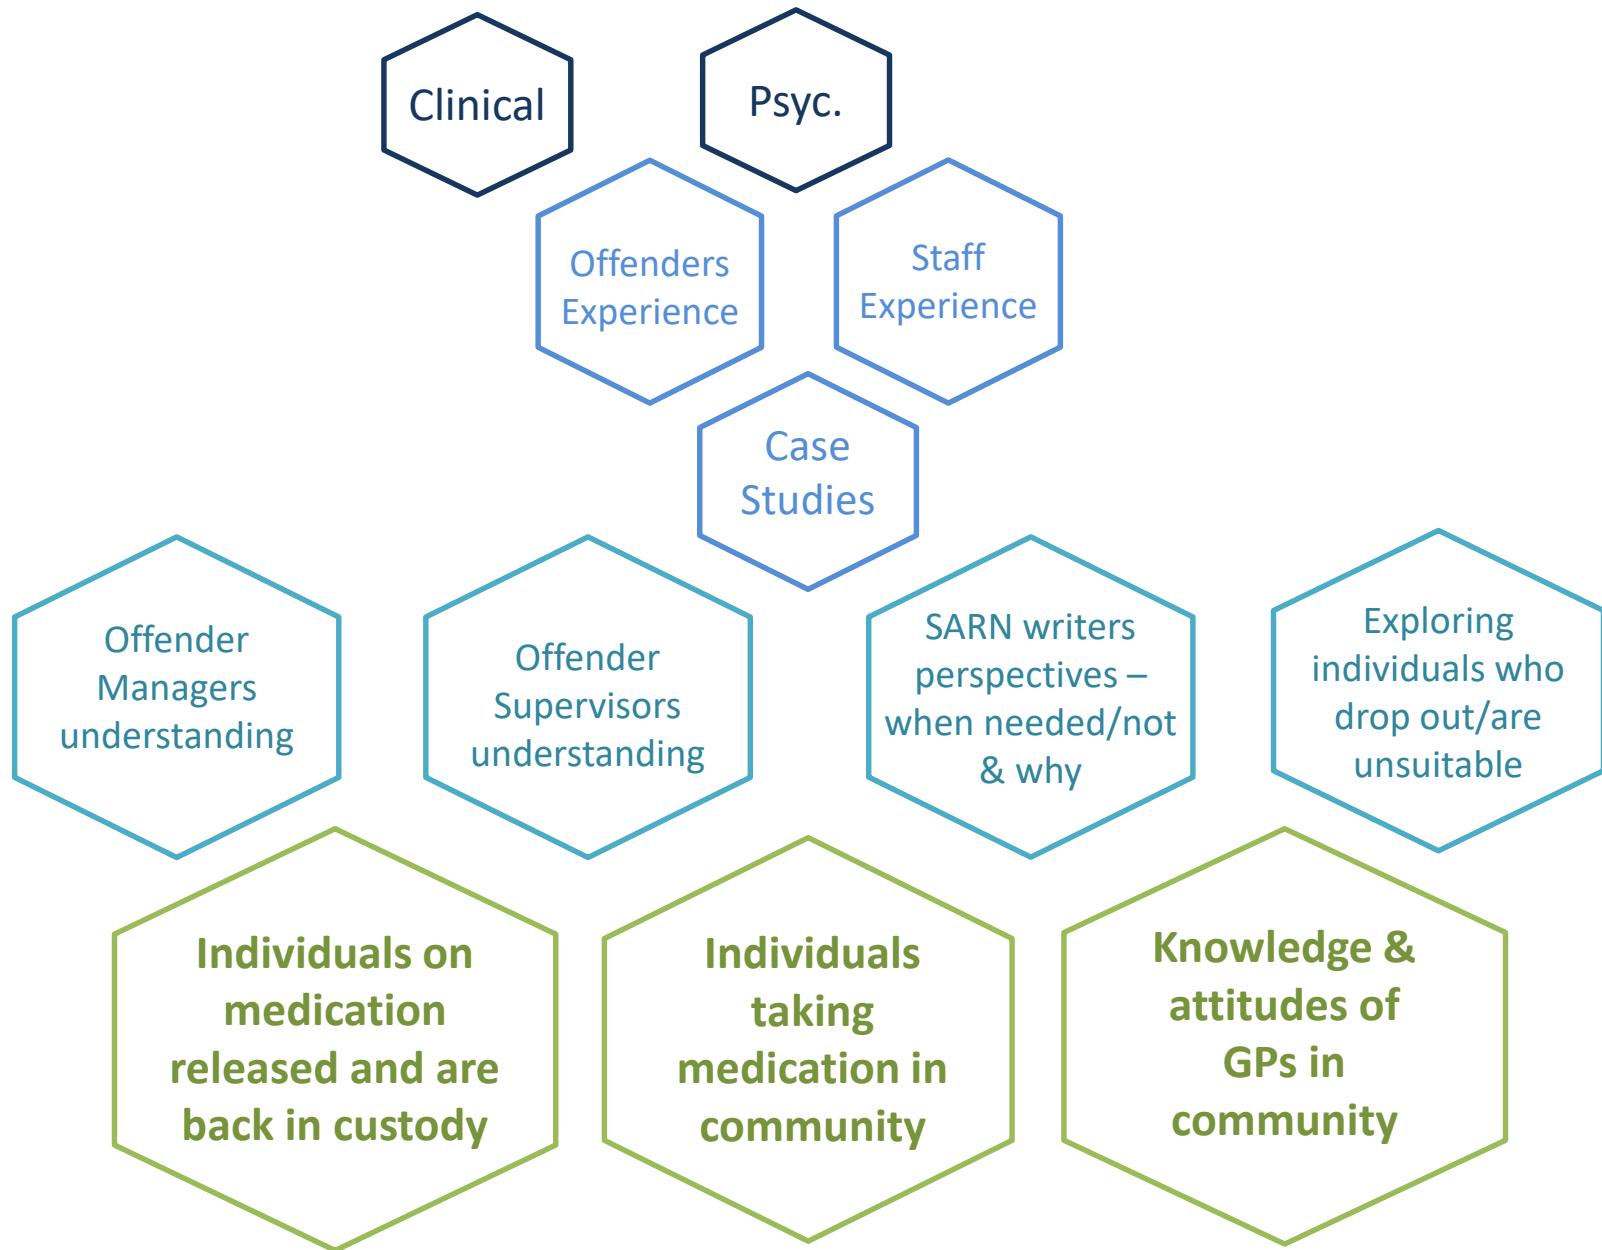 Clinical
Psyc.
Offenders
Experience
Staff
Experience
Case
Studies
Offender
Managers
understanding
Offender
Supervisors
understanding
SARN writers
perspectives –
when needed/not
& why
Exploring
individuals who
drop out/are
unsuitable
Individuals on
medication
released and are
back in custody
Individuals
taking
medication in
community
Knowledge &
attitudes of
GPs in
community